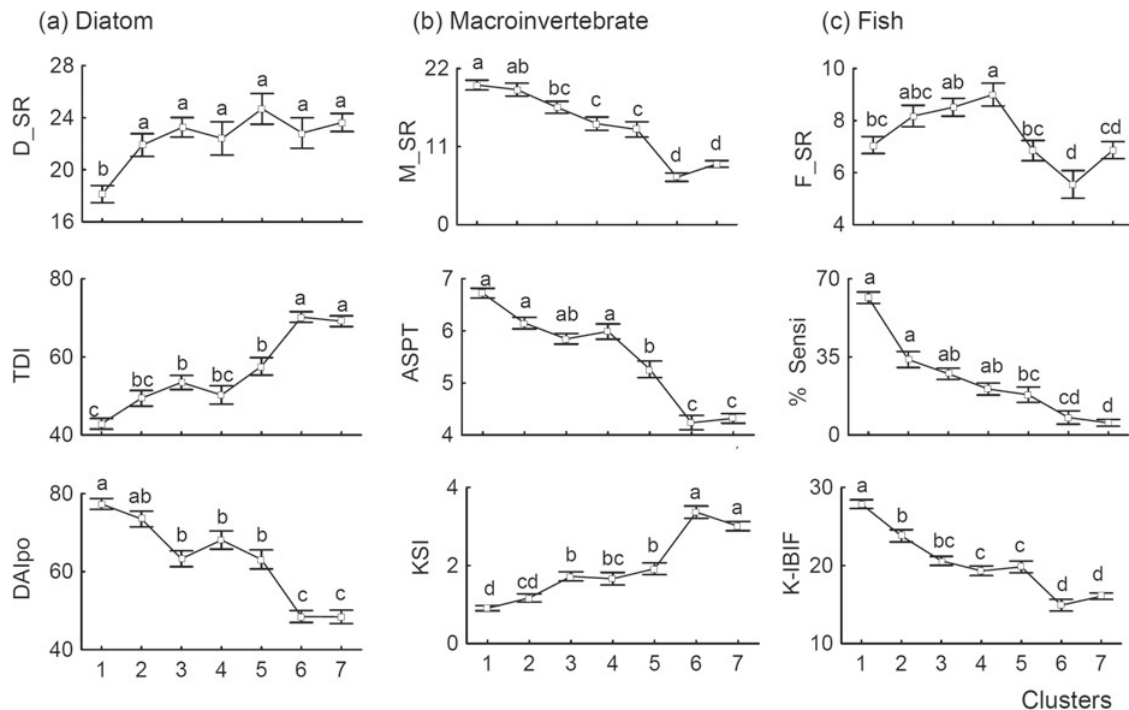 (a) Diatom (b) Macroinvertebrate (c) Fish
D_SR
28
24
20
16
b a a a a a a
M_SR
22
11
0
a ab bc c c d d
F_SR
10
8
6
4
bc abc ab a bc d cd
TDI
80
60
40
c bc b bc b a a
ASPT
7
6
5
4
a a ab a b c c
% Sensi
70
35
0
a a ab ab bc cd d
DAIpo
80
60
40
a ab b b b c c
1 2 3 4 5 6 7
KSI
4
2
0
d cd b bc b a a
1 2 3 4 5 6 7
K-IBIF
30
20
10
a b bc c c d d
1 2 3 4 5 6 7
Clusters